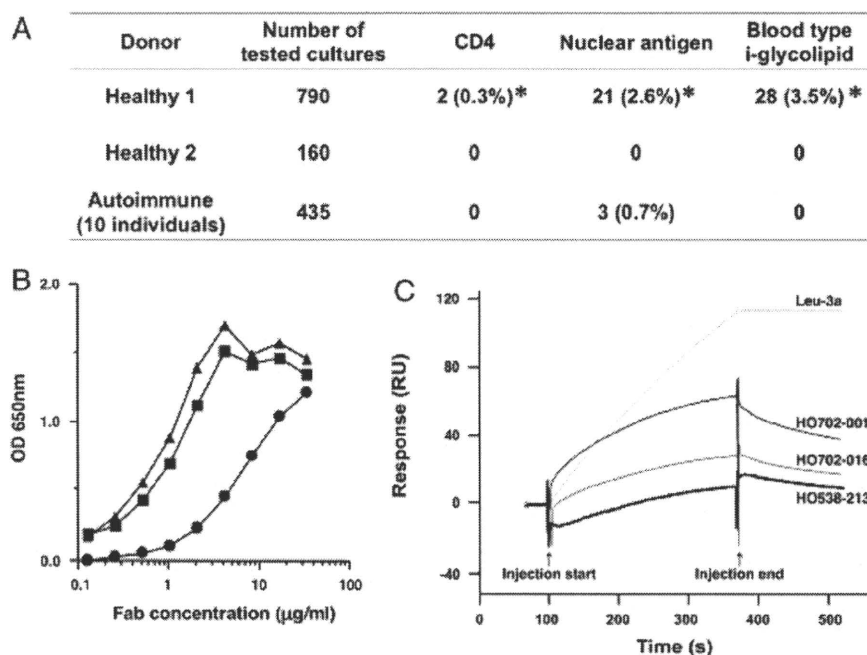 A
Donor Number of tested cultures CD4 Nuclear antigen Blood type i-glycolipid
Healthy 1 790 2 (0.3%)* 21 (2.6%)* 28 (3.5%)*
Healthy 2 160 0 0 0
Autoimmune (10 individuals) 435 0 3 (0.7%) 0
B
2.0
1.0
0.0
OD 650nm
0.1 1 10 100
Fab concentration (µg/ml)
C
120
80
40
0
-40
Response (RU)
Leu-3a
HO702-001
HO702-016
HO538-213
Injection start Injection end
0 100 200 300 400 500
Time (s)